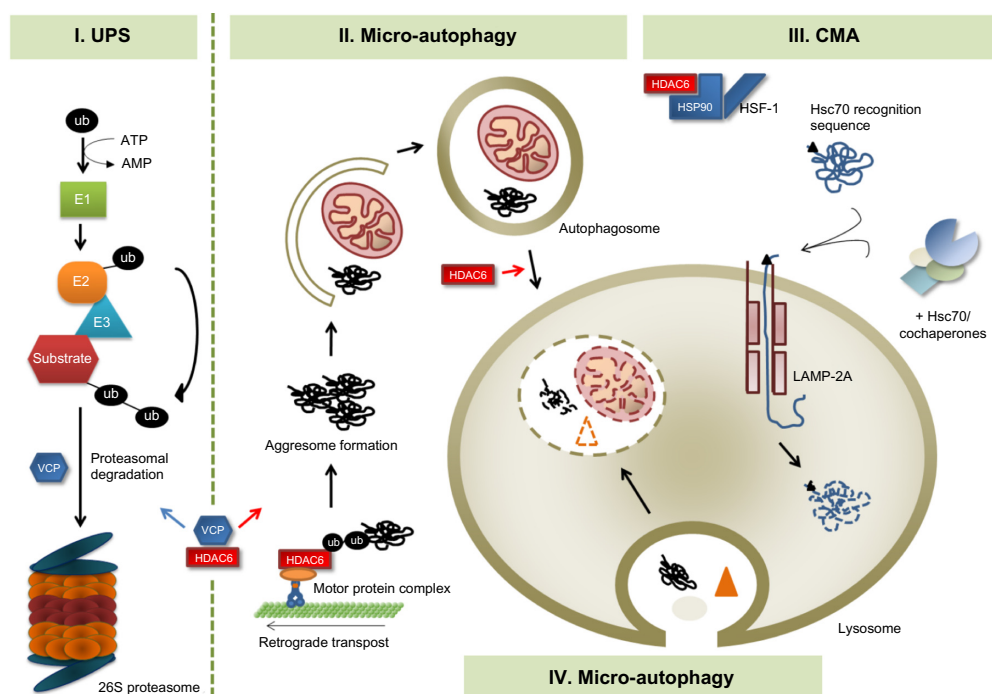 I. UPS
II. Micro-autophagy
III. CMA
ub
ATP
AMP
E1
ub
E2
E3
Substrate
ub
ub
VCP
Proteasomal
degradation
26S proteasome
VCP
HDAC6
Autophagosome
HDAC6
Aggresome formation
ub
ub
HDAC6
Motor protein complex
Retrograde transpost
HDAC6
HSP90
HSF-1
Hsc70 recognition
sequence
+ Hsc70/
cochaperones
LAMP-2A
Lysosome
IV. Micro-autophagy